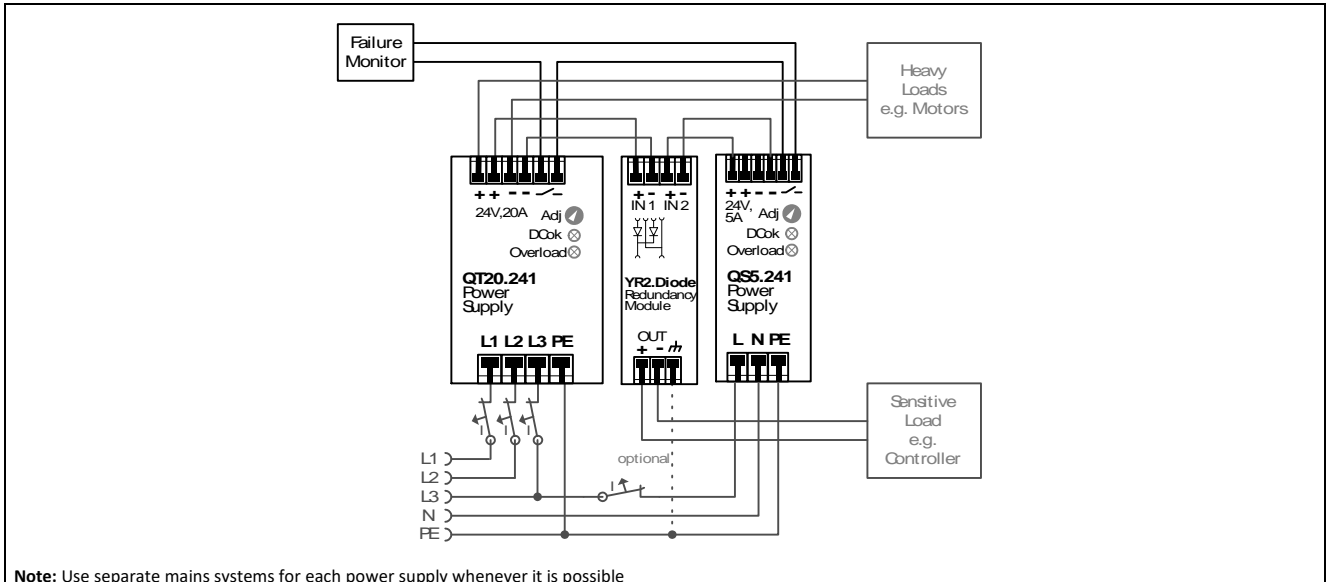 Failure
Monitor
Heavy
Loads
e.g. Motors
+ + - -
24V,20A
Adj
DCok
Overload
QT20.241
Power
Supply
L1 L2 L3 PE
+ - + -
IN 1 IN 2
YR2.Diode
Redundancy
Module
OUT
+ -
+ + - -
24V,
5A
Adj
DCok
Overload
QS5.241
Power
Supply
L N PE
Sensitive
Load
e.g.
Controller
I I I
optional
I
L1
L2
L3
N
PE
Note: Use separate mains systems for each power supply whenever it is possible